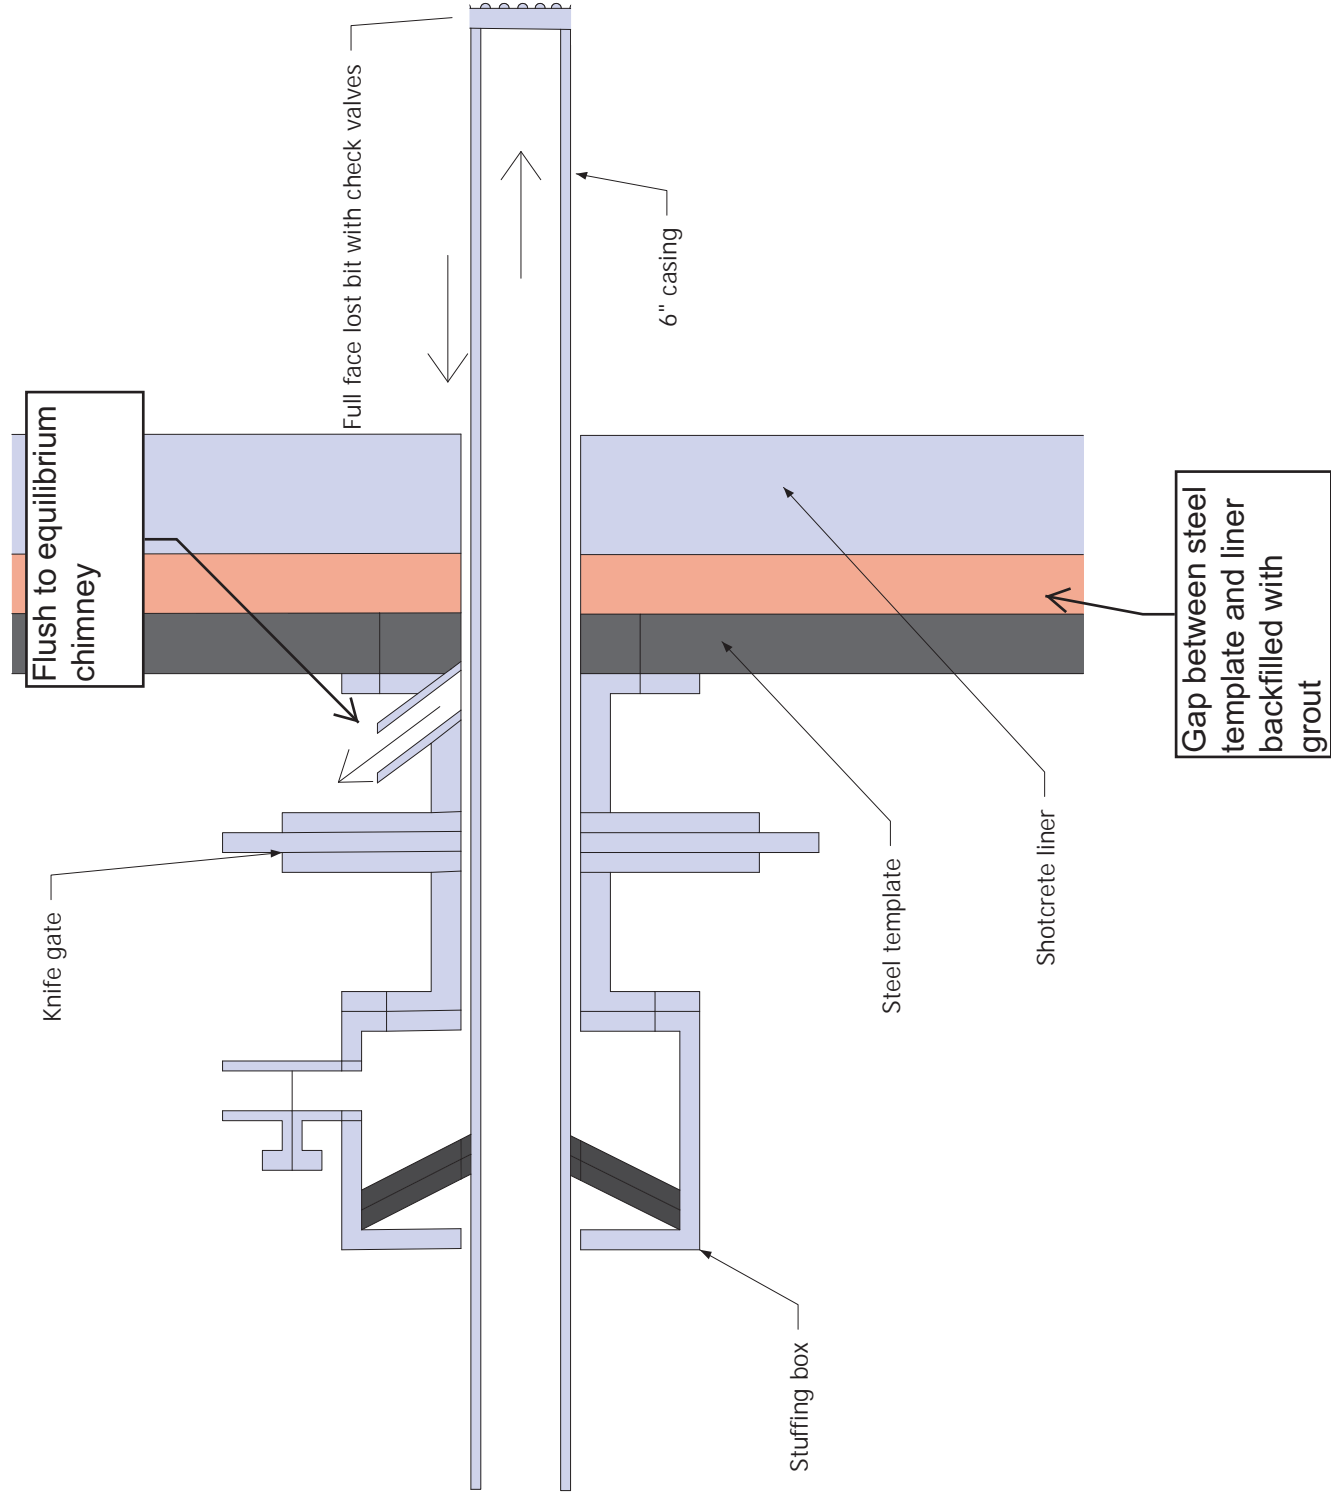 Full face lost bit with check valves
Flush to equilibrium
chimney
6" casing
Knife gate
Gap between steel
template and liner
backfilled with
grout
Steel template
Shotcrete liner
Stuffing box